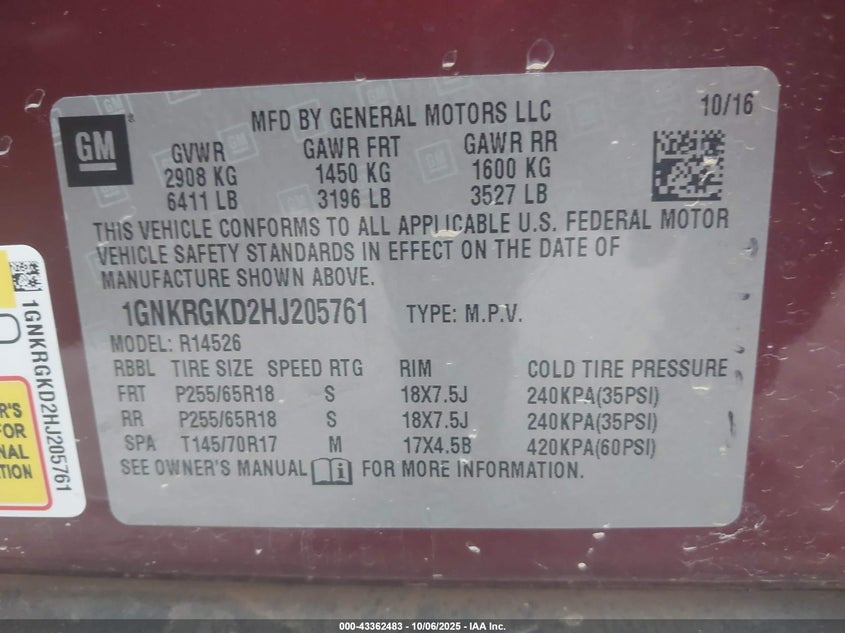 GM
MFD BY GENERAL MOTORS LLC 10/16
GVWR GAWR FRT GAWR RR
2908 KG 1450 KG 1600 KG
6411 LB 3196 LB 3527 LB
THIS VEHICLE CONFORMS TO ALL APPLICABLE U.S. FEDERAL MOTOR
VEHICLE SAFETY STANDARDS IN EFFECT ON THE DATE OF
MANUFACTURE SHOWN ABOVE.
1GNKRGKD2HJ205761 TYPE: M.P.V.
MODEL: R14526
RBBL TIRE SIZE SPEED RTG RIM COLD TIRE PRESSURE
FRT P255/65R18 S 18X7.5J 240KPA(35PSI)
RR P255/65R18 S 18X7.5J 240KPA(35PSI)
SPA T145/70R17 M 17X4.5B 420KPA(60PSI)
SEE OWNER'S MANUAL FOR MORE INFORMATION.
1GNKRGKD2HJ205761
000-43362483 - 10/06/2025 - IAA Inc.